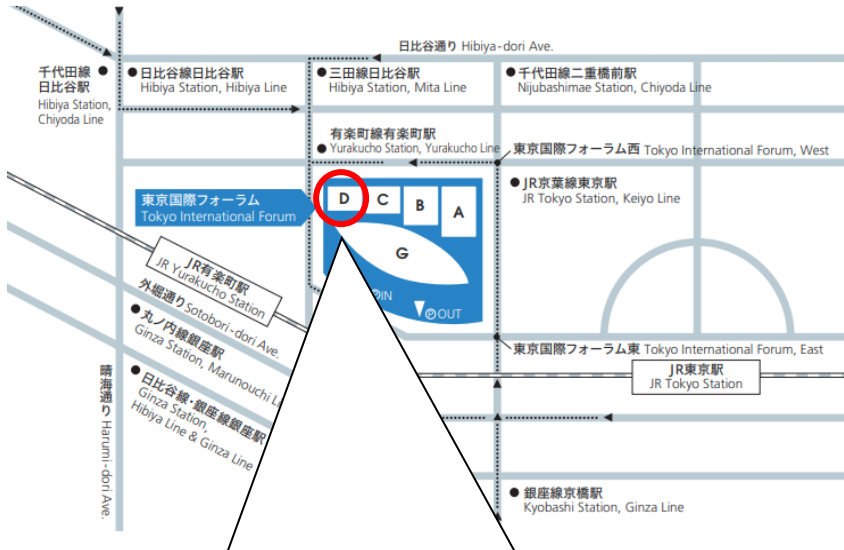 日比谷通り Hibiya-dori Ave.
千代田線
日比谷駅
Hibiya Station,
Chiyoda Line
日比谷線日比谷駅
Hibiya Station, Hibiya Line
三田線日比谷駅
Hibiya Station, Mita Line
千代田線二重橋前駅
Nijubashimae Station, Chiyoda Line
有楽町線有楽町駅
Yurakucho Station, Yurakucho Line
東京国際フォーラム西 Tokyo International Forum, West
東京国際フォーラム
Tokyo International Forum
D
C
B
A
G
JR京葉線東京駅
JR Tokyo Station, Keiyo Line
JR有楽町駅
JR Yurakucho Station
ⓅIN
ⓅOUT
外堀通り Sotobori-dori Ave.
丸ノ内線銀座駅
Ginza Station, Marunouchi Li
東京国際フォーラム東 Tokyo International Forum, East
JR東京駅
JR Tokyo Station
晴海通り Harumi-dori Ave.
日比谷線・銀座線銀座駅
Ginza Station,
Hibiya Line & Ginza Line
銀座線京橋駅
Kyobashi Station, Ginza Line